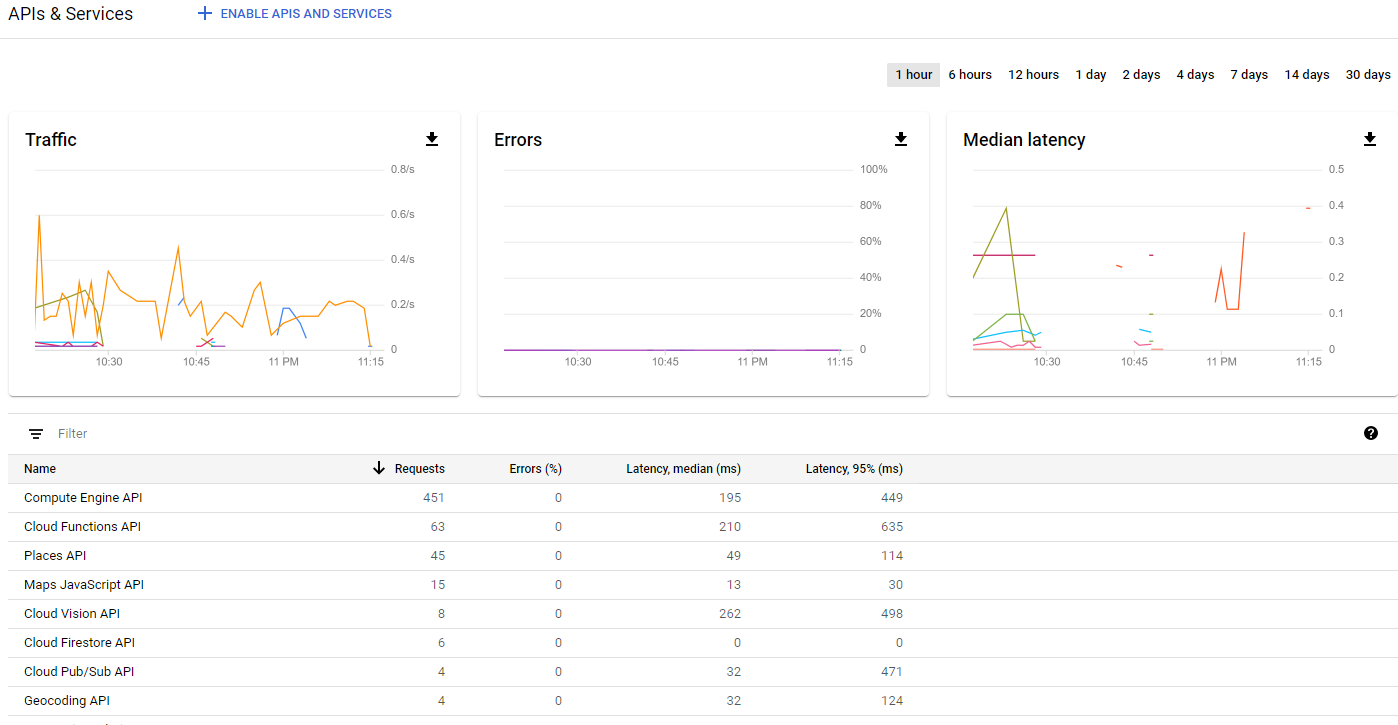 APIs & Services + ENABLE APIS AND SERVICES
1 hour 6 hours 12 hours 1 day 2 days 4 days 7 days 14 days 30 days
Traffic
0.8/s
0.6/s
0.4/s
0.2/s
0
10:30 10:45 11 PM 11:15
Errors
100%
80%
60%
40%
20%
0
10:30 10:45 11 PM 11:15
Median latency
0.5
0.4
0.3
0.2
0.1
0
10:30 10:45 11 PM 11:15
Filter ?
Name Requests Errors (%) Latency, median (ms) Latency, 95% (ms)
Compute Engine API 451 0 195 449
Cloud Functions API 63 0 210 635
Places API 45 0 49 114
Maps JavaScript API 15 0 13 30
Cloud Vision API 8 0 262 498
Cloud Firestore API 6 0 0 0
Cloud Pub/Sub API 4 0 32 471
Geocoding API 4 0 32 124